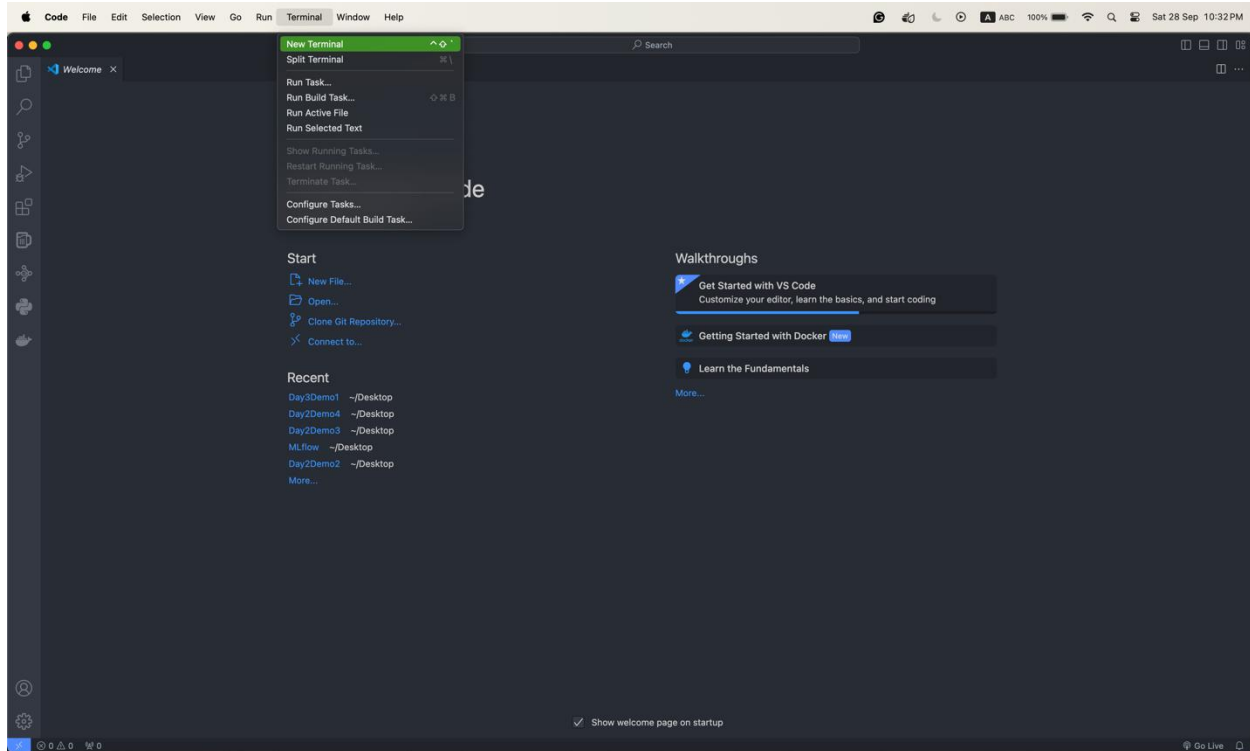 Code File Edit Selection View Go Run Terminal Window Help
ABC 100% Sat 28 Sep 10:32 PM
Search
Welcome
New Terminal ^⇧`
Split Terminal ⌘\
Run Task...
Run Build Task... ⇧⌘B
Run Active File
Run Selected Text
Show Running Tasks...
Restart Running Task...
Terminate Task...
Configure Tasks...
Configure Default Build Task...
de
Start
New File...
Open...
Clone Git Repository...
Connect to...
Recent
Day3Demo1 ~/Desktop
Day2Demo4 ~/Desktop
Day2Demo3 ~/Desktop
MLflow ~/Desktop
Day2Demo2 ~/Desktop
More...
Walkthroughs
Get Started with VS Code
Customize your editor, learn the basics, and start coding
Getting Started with Docker New
Learn the Fundamentals
More...
Show welcome page on startup
0 0 0
Go Live